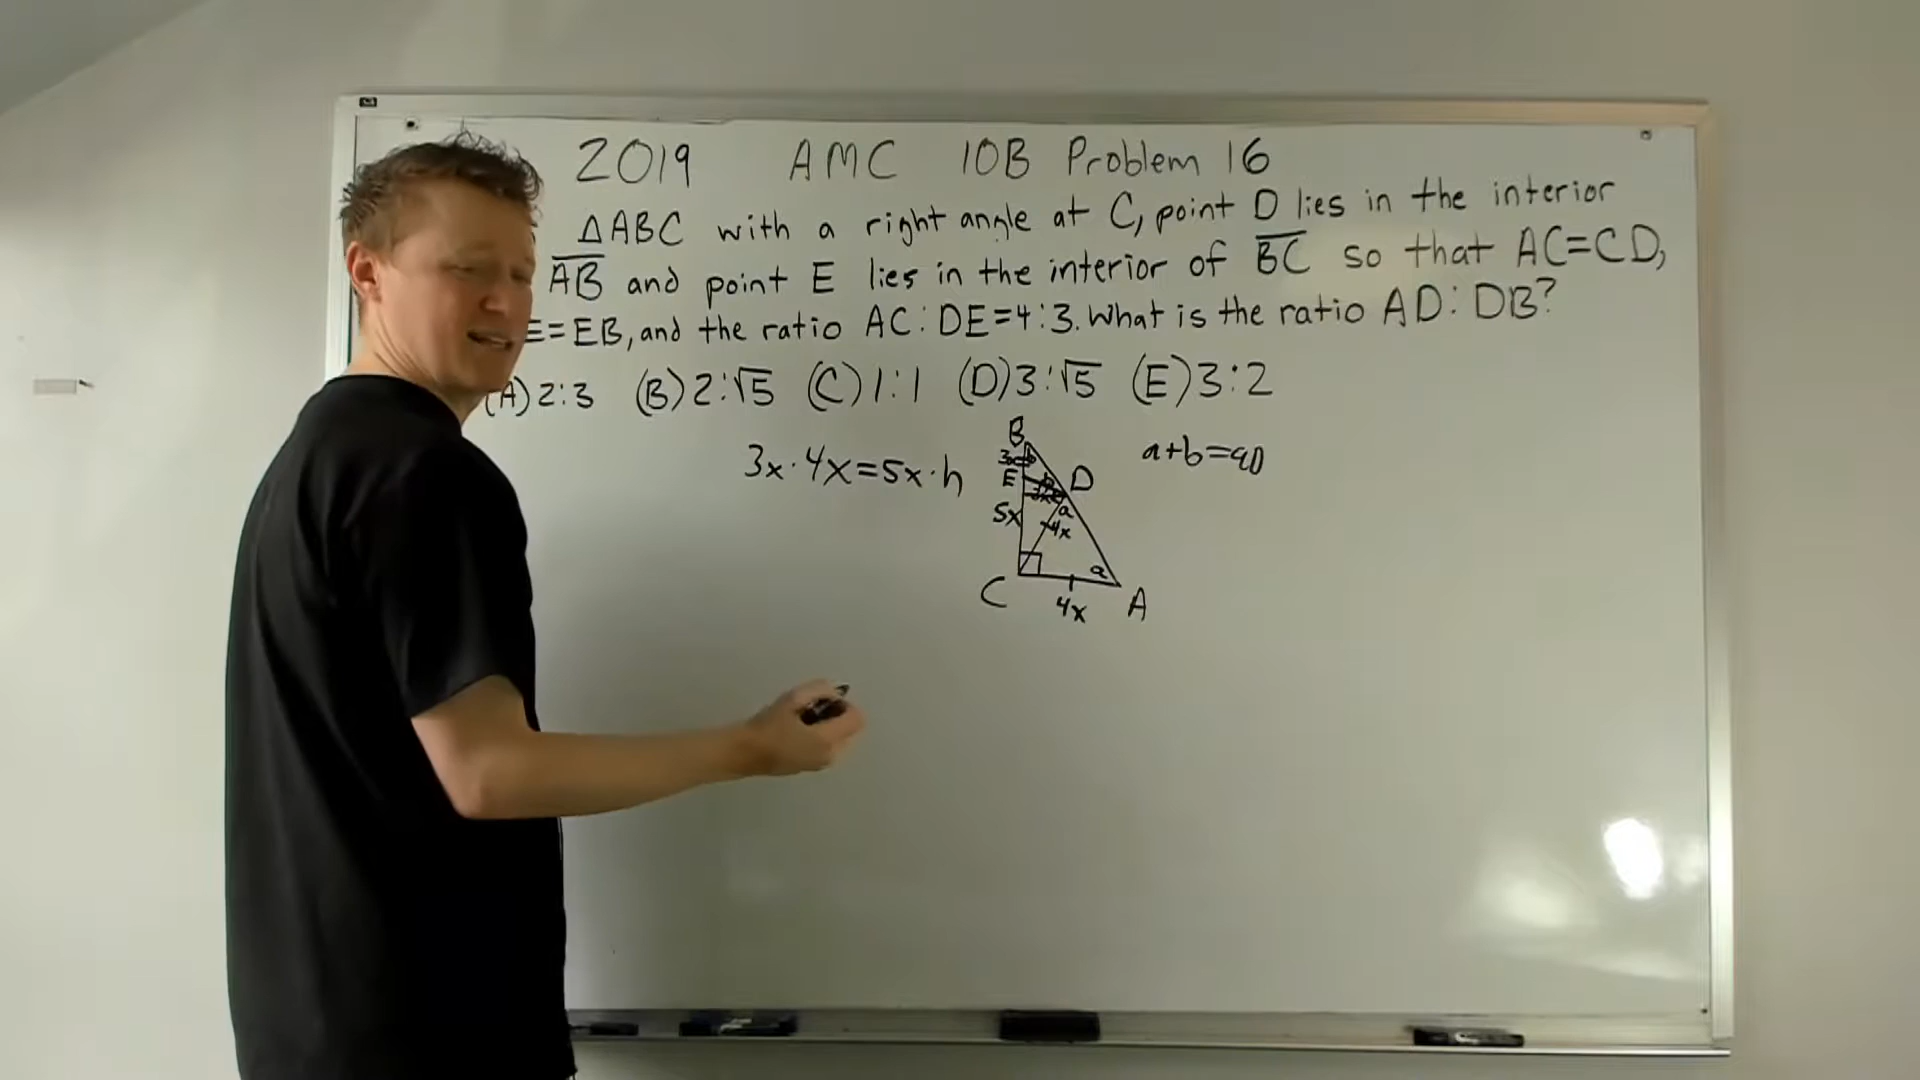 2019 AMC 10B Problem 16
ΔABC with a right angle at C, point D lies in the interior
AB and point E lies in the interior of BC so that AC=CD,
E=EB, and the ratio AC:DE=4:3. What is the ratio AD:DB?
(A) 2:3 (B) 2:√5 (C) 1:1 (D) 3:√5 (E) 3:2
3x·4x=5x·h
a+b=90
B
b
E
D
5x
a
4x
a
C
4x
A